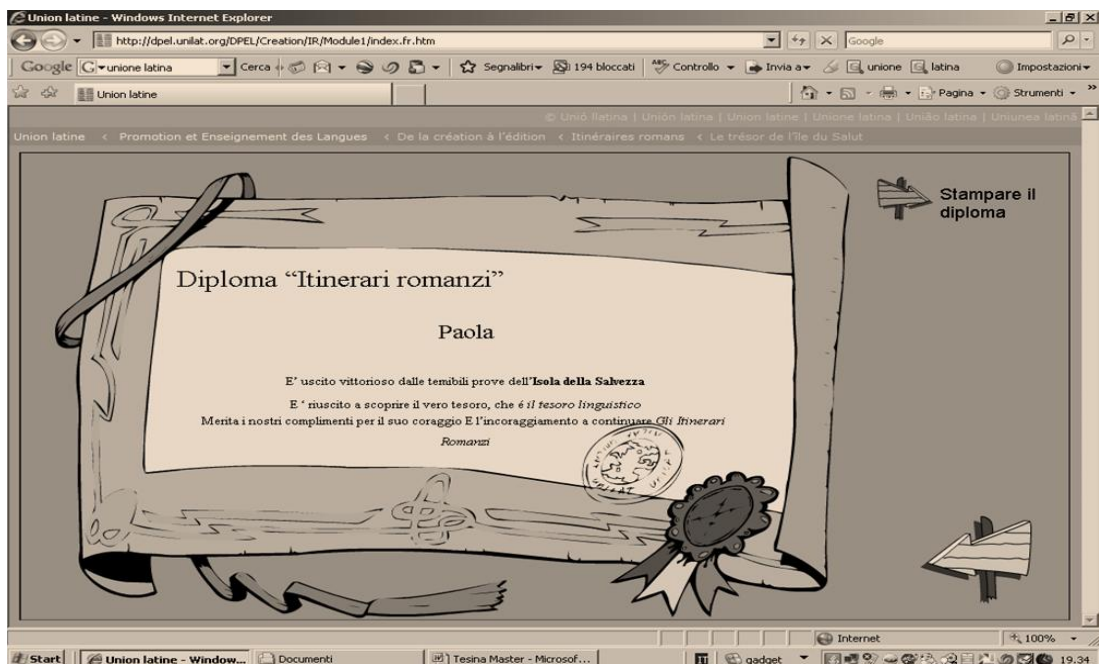 Union latine - Windows Internet Explorer
http://dpel.unilat.org/DPEL/Creation/IR/Module1/index.fr.htm
Google
Google unione latina Cerca Segnalibri 194 bloccati Controllo Invia a unione latina Impostazioni
Union latine Pagina Strumenti
© Unió llatina | Unión latina | Union latine | Unione latina | União latina | Uniunea latină
Union latine < Promotion et Enseignement des Langues < De la création à l'édition < Itinéraires romans < Le trésor de l'île du Salut
Stampare il
diploma
Diploma “Itinerari romanzi”
Paola
E’ uscito vittorioso dalle temibili prove dell’Isola della Salvezza
E ‘ riuscito a scoprire il vero tesoro, che é il tesoro linguistico
Merita i nostri complimenti per il suo coraggio E l’incoraggiamento a continuare Gli Itinerari
Romanzi
Internet 100%
Start Union latine - Window... Documenti Tesina Master - Microsof... IT gadget 19.34